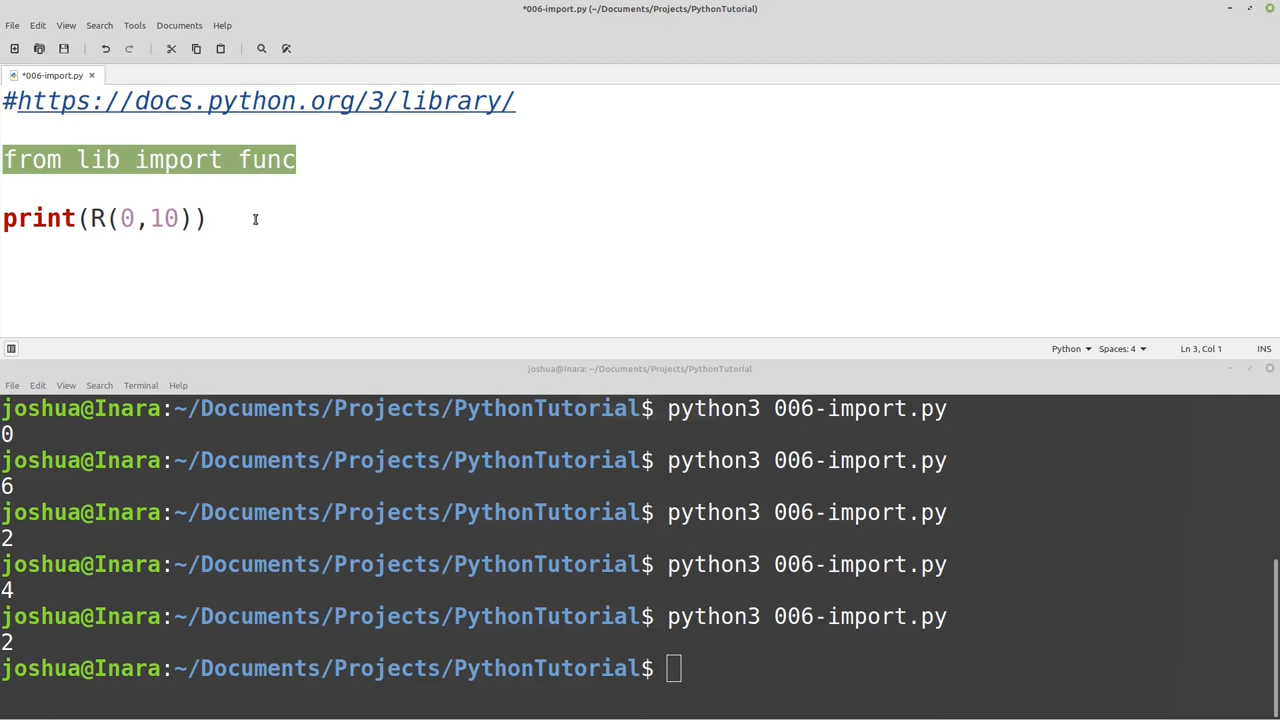 *006-import.py (~/Documents/Projects/PythonTutorial)
File Edit View Search Tools Documents Help
*006-import.py
#https://docs.python.org/3/library/
from lib import func
print(R(0,10))
Python Spaces: 4 Ln 3, Col 1 INS
joshua@Inara: ~/Documents/Projects/PythonTutorial
File Edit View Search Terminal Help
joshua@Inara:~/Documents/Projects/PythonTutorial$ python3 006-import.py
0
joshua@Inara:~/Documents/Projects/PythonTutorial$ python3 006-import.py
6
joshua@Inara:~/Documents/Projects/PythonTutorial$ python3 006-import.py
2
joshua@Inara:~/Documents/Projects/PythonTutorial$ python3 006-import.py
4
joshua@Inara:~/Documents/Projects/PythonTutorial$ python3 006-import.py
2
joshua@Inara:~/Documents/Projects/PythonTutorial$